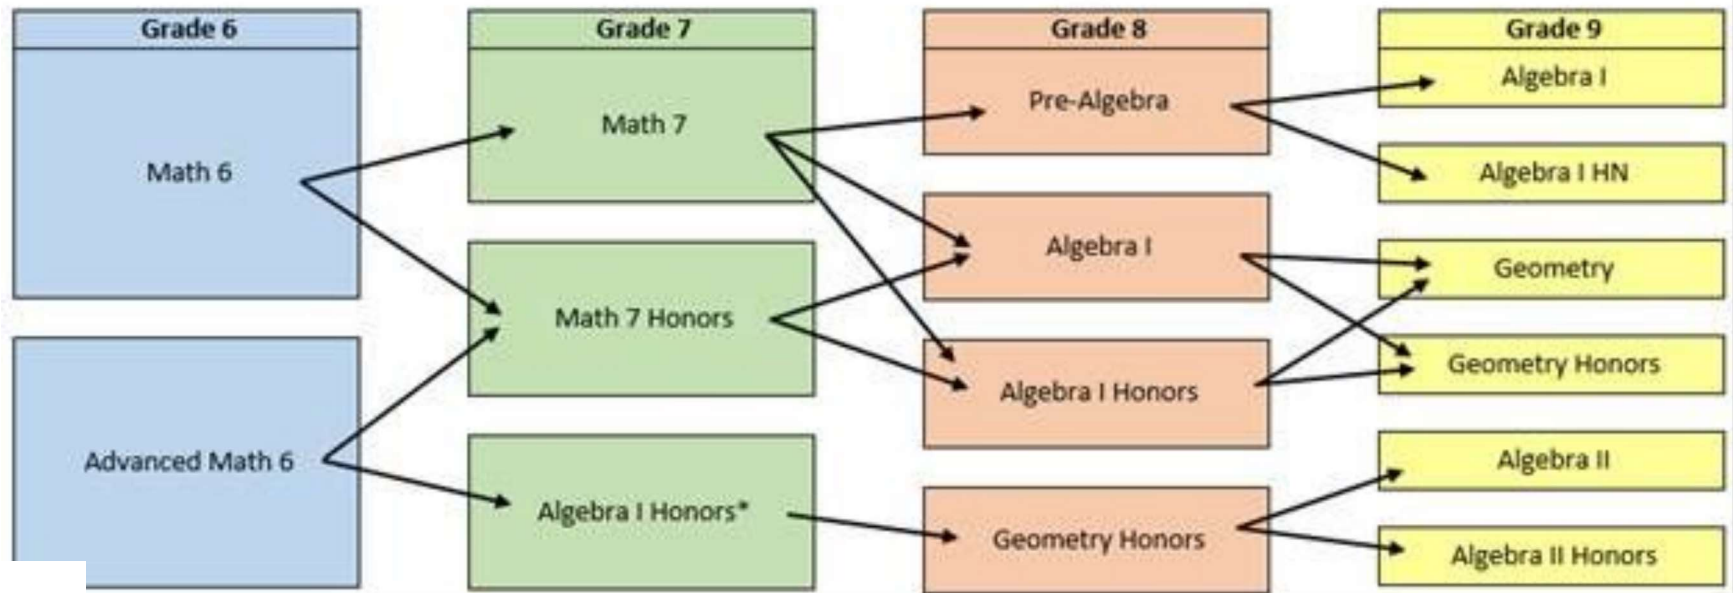 Grade 6
Math 6
Advanced Math 6
Grade 7
Math 7
Math 7 Honors
Algebra I Honors*
Grade 8
Pre-Algebra
Algebra I
Algebra I Honors
Geometry Honors
Grade 9
Algebra I
Algebra I HN
Geometry
Geometry Honors
Algebra II
Algebra II Honors